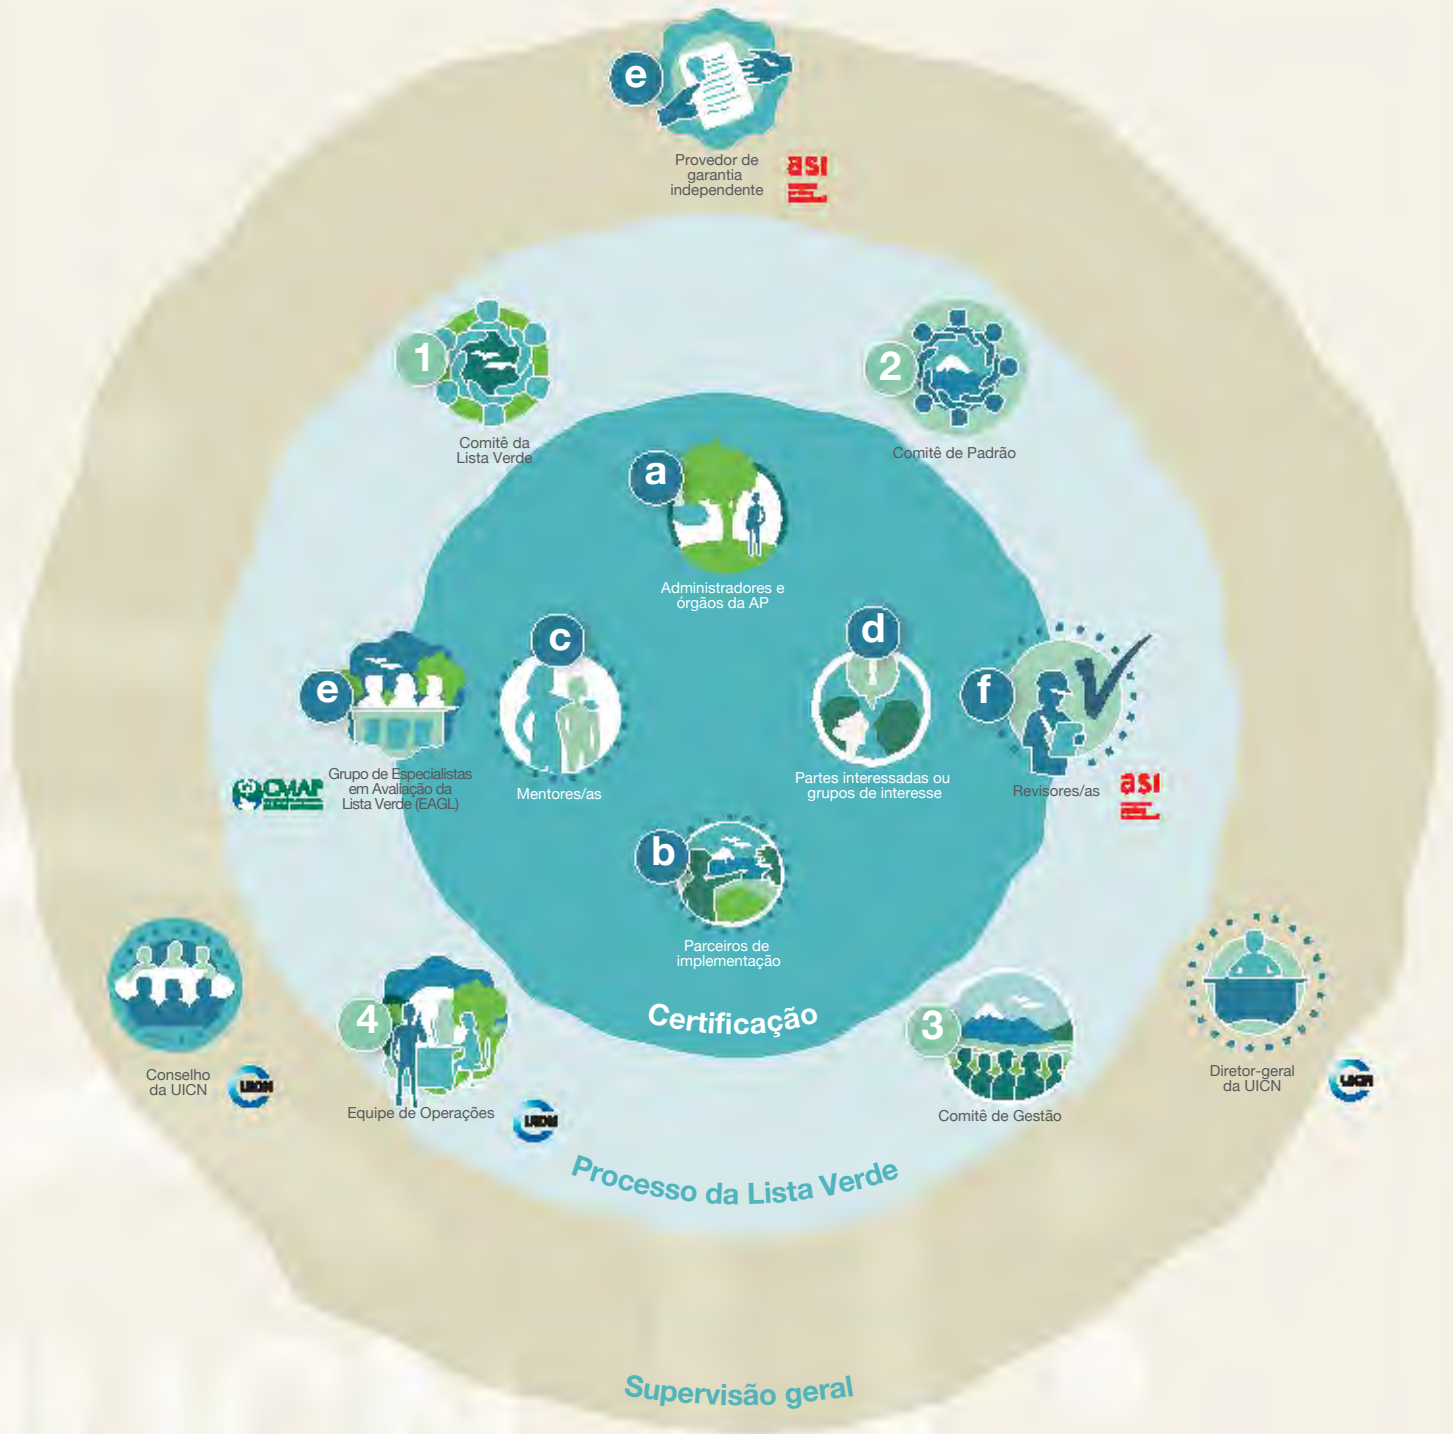 e
Provedor de
garantia
independente
asi
1
Comitê da
Lista Verde
2
Comitê de Padrão
a
Administradores e
órgãos da AP
e
Grupo de Especialistas
em Avaliação da
Lista Verde (EAGL)
CMAP
c
Mentores/as
d
Partes interessadas ou
grupos de interesse
f
Revisores/as
asi
b
Parceiros de
implementação
Certificação
Conselho
da UICN
UICN
4
Equipe de Operações
UICN
3
Comitê de Gestão
Diretor-geral
da UICN
UICN
Processo da Lista Verde
Supervisão geral